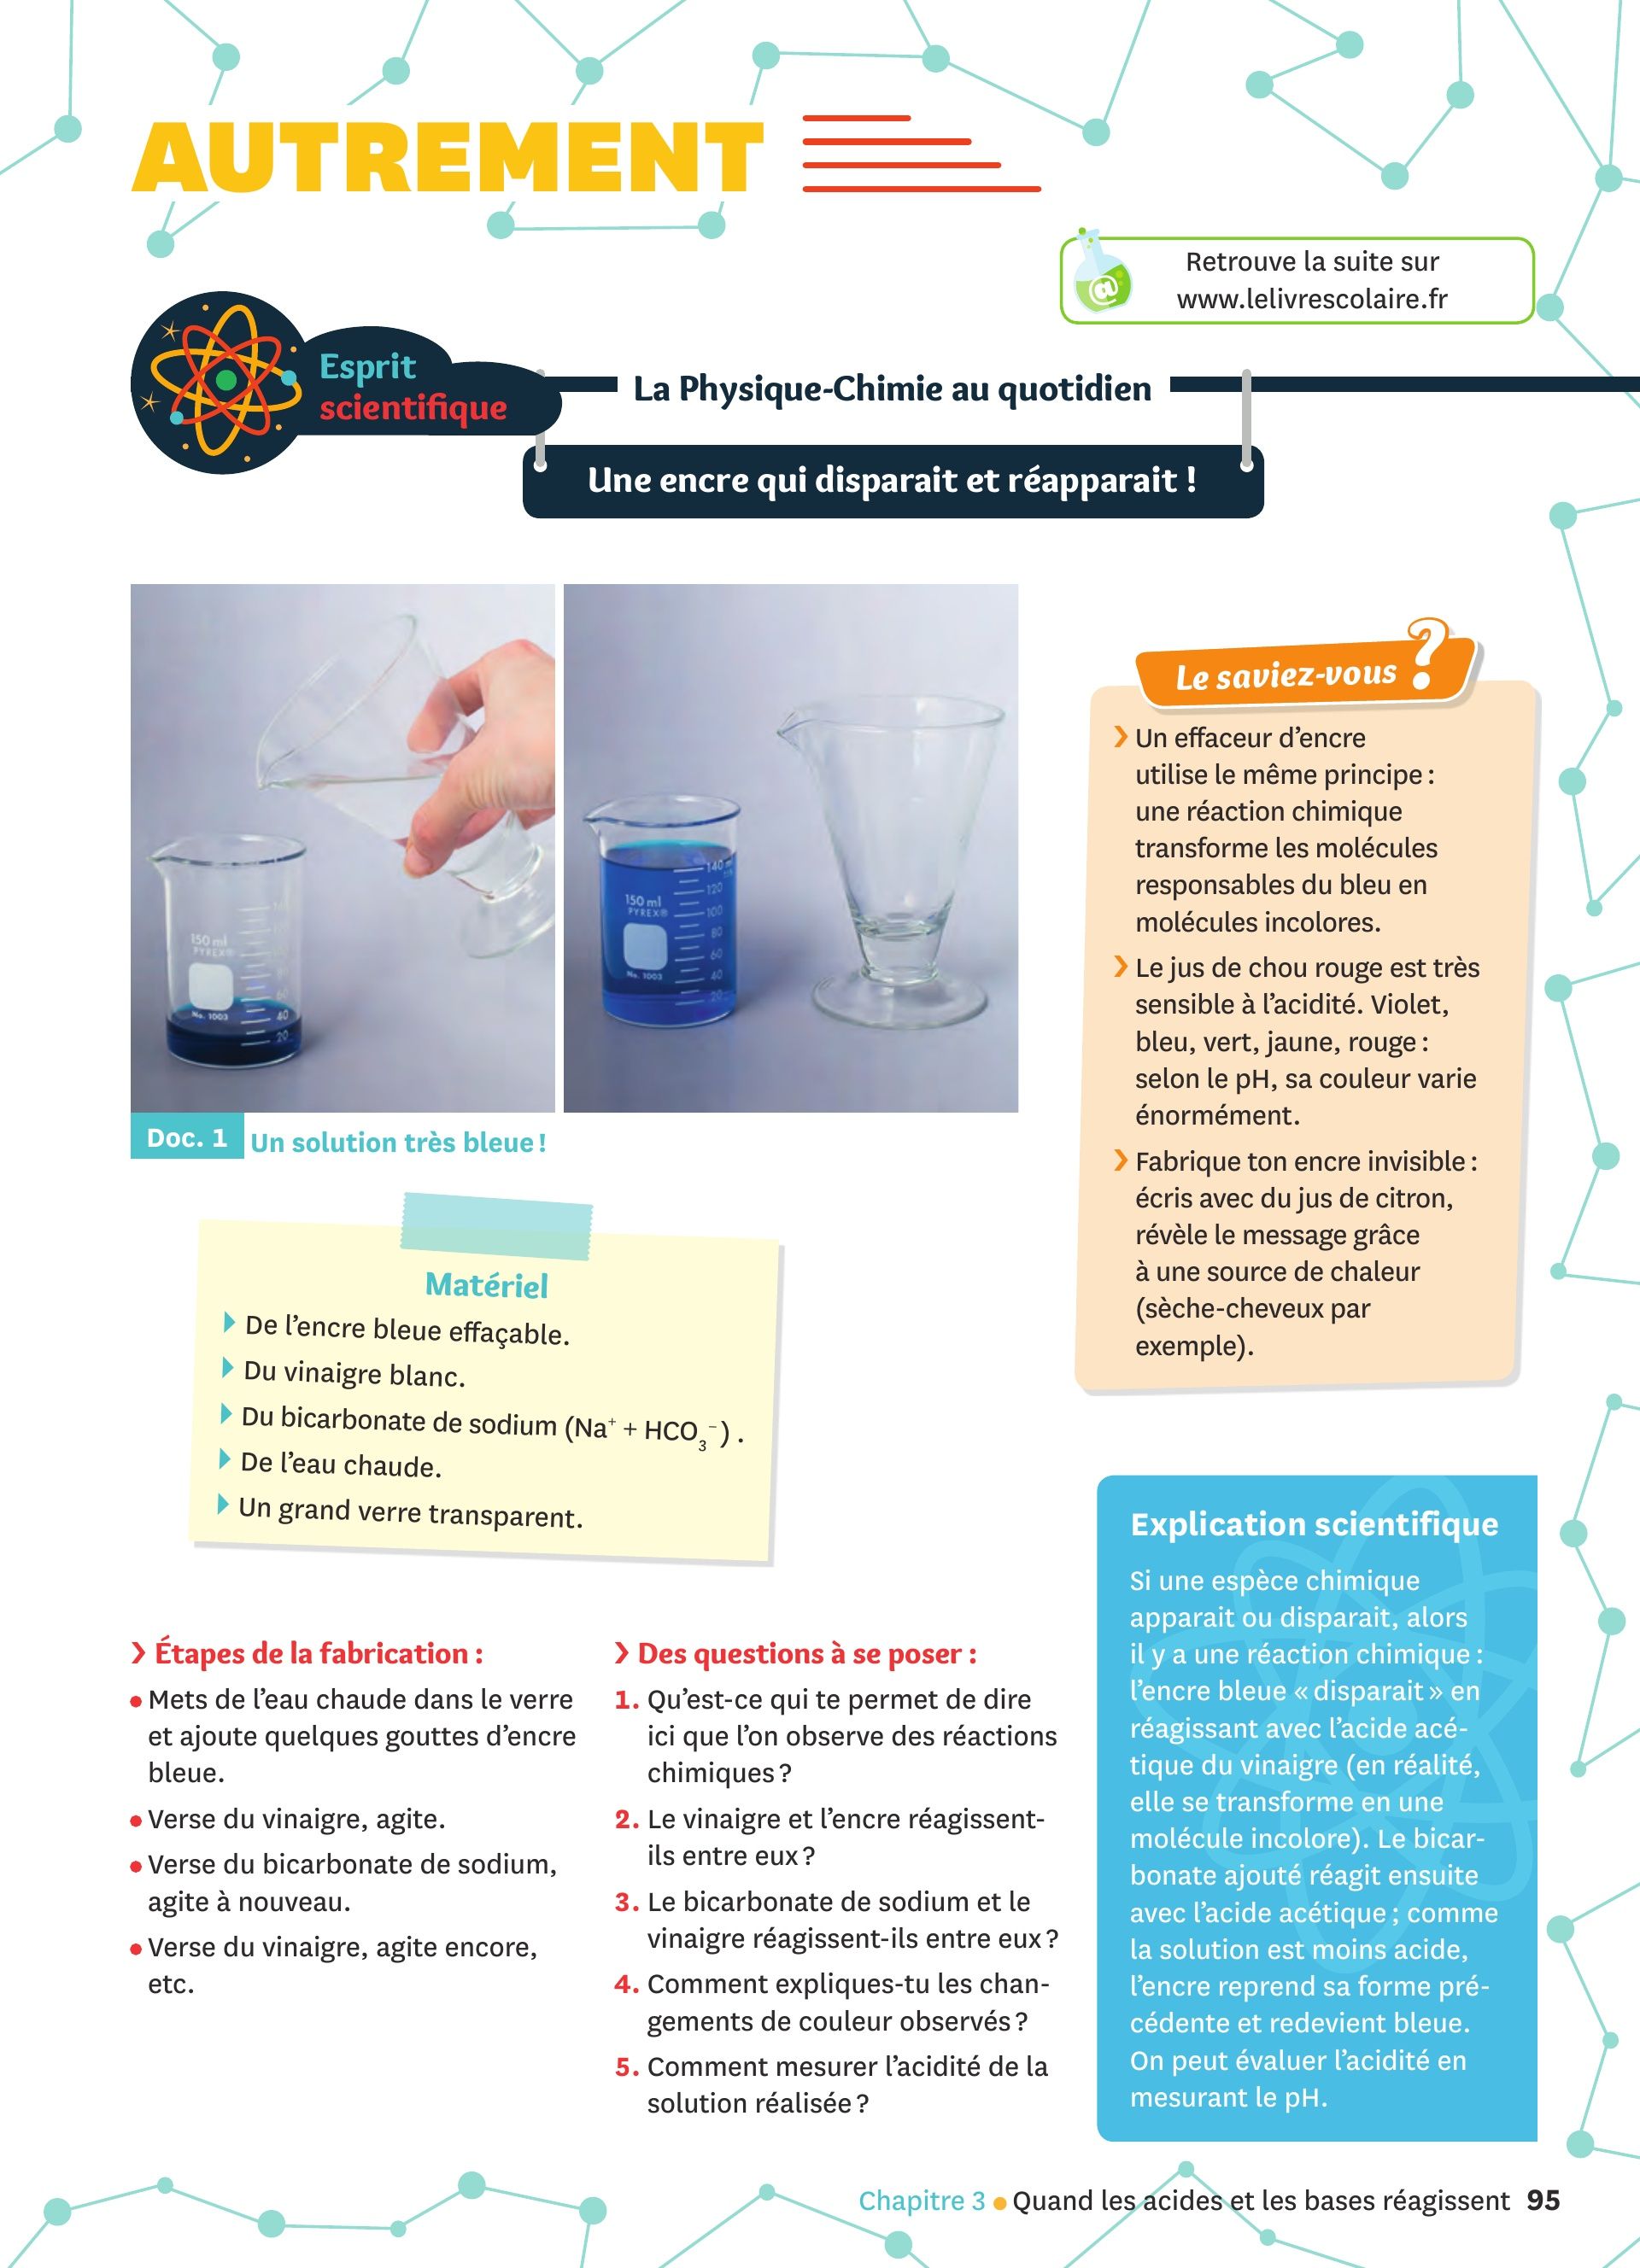 AUTREMENT
Retrouve la suite sur
www.lelivrescolaire.fr
Esprit
scientifique
La Physique-Chimie au quotidien
Une encre qui disparait et réapparait !
150 ml
PYREX®
No. 1003
40
20
140 ml
120
100
80
60
40
20
150 ml
PYREX®
No. 1003
Doc. 1 Un solution très bleue !
Le saviez-vous ?
› Un effaceur d'encre
utilise le même principe :
une réaction chimique
transforme les molécules
responsables du bleu en
molécules incolores.
› Le jus de chou rouge est très
sensible à l'acidité. Violet,
bleu, vert, jaune, rouge :
selon le pH, sa couleur varie
énormément.
› Fabrique ton encre invisible :
écris avec du jus de citron,
révèle le message grâce
à une source de chaleur
(sèche-cheveux par
exemple).
Matériel
De l'encre bleue effaçable.
Du vinaigre blanc.
Du bicarbonate de sodium (Na⁺ + HCO₃⁻) .
De l'eau chaude.
Un grand verre transparent.
› Étapes de la fabrication :
• Mets de l'eau chaude dans le verre
et ajoute quelques gouttes d'encre
bleue.
• Verse du vinaigre, agite.
• Verse du bicarbonate de sodium,
agite à nouveau.
• Verse du vinaigre, agite encore,
etc.
› Des questions à se poser :
1. Qu'est-ce qui te permet de dire
ici que l'on observe des réactions
chimiques ?
2. Le vinaigre et l'encre réagissent-
ils entre eux ?
3. Le bicarbonate de sodium et le
vinaigre réagissent-ils entre eux ?
4. Comment expliques-tu les chan-
gements de couleur observés ?
5. Comment mesurer l'acidité de la
solution réalisée ?
Explication scientifique
Si une espèce chimique
apparait ou disparait, alors
il y a une réaction chimique :
l'encre bleue « disparait » en
réagissant avec l'acide acé-
tique du vinaigre (en réalité,
elle se transforme en une
molécule incolore). Le bicar-
bonate ajouté réagit ensuite
avec l'acide acétique ; comme
la solution est moins acide,
l'encre reprend sa forme pré-
cédente et redevient bleue.
On peut évaluer l'acidité en
mesurant le pH.
Chapitre 3 • Quand les acides et les bases réagissent 95